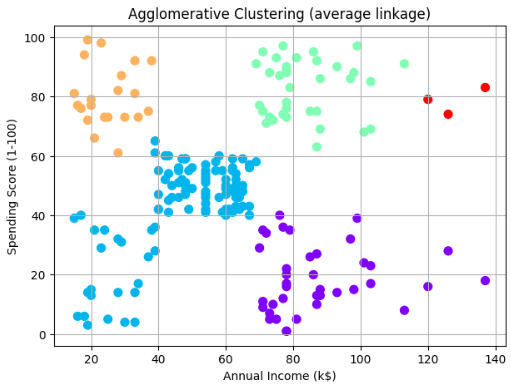 Agglomerative Clustering (average linkage)
Spending Score (1-100)
100
80
60
40
20
0
20 40 60 80 100 120 140
Annual Income (k$)